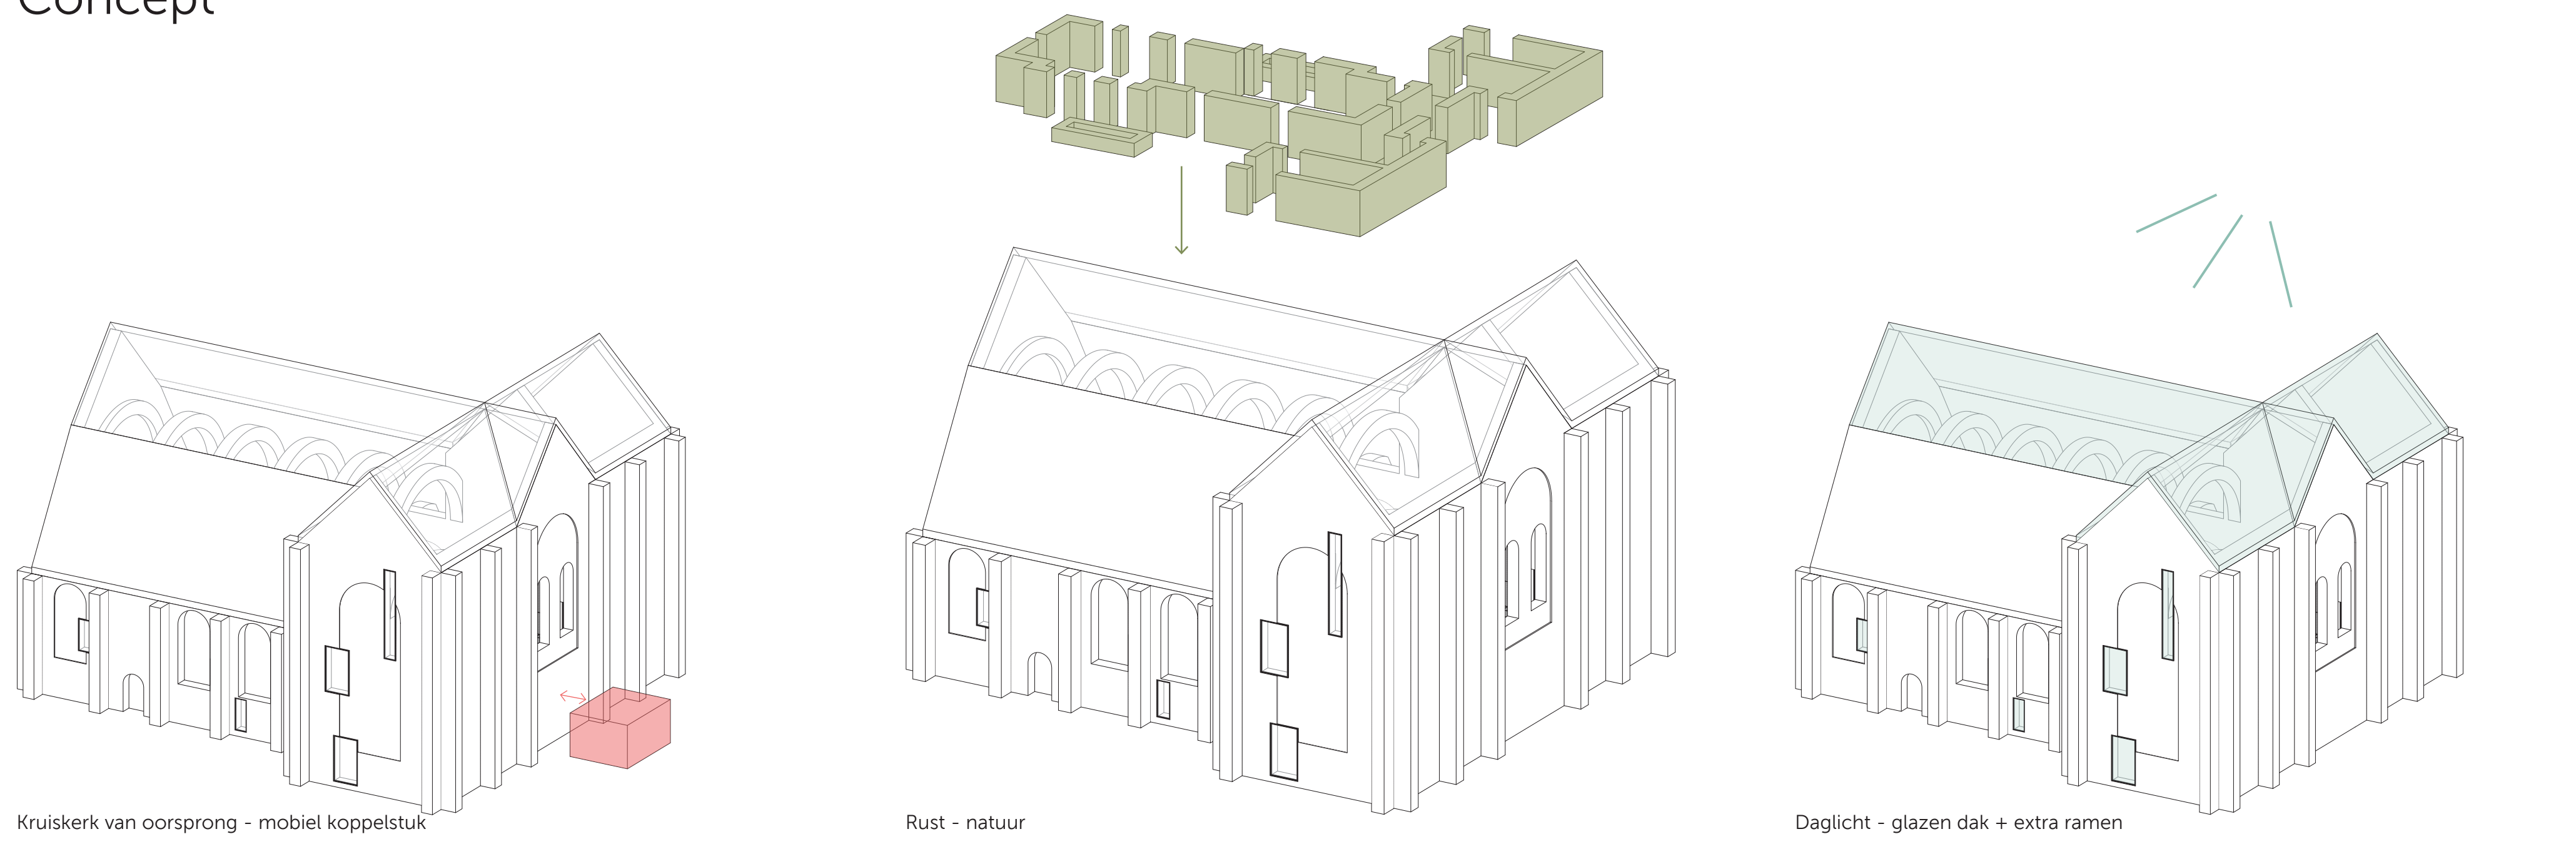 Concept
Kruiskerk van oorsprong - mobiel koppelstuk
Rust - natuur
Daglicht - glazen dak + extra ramen